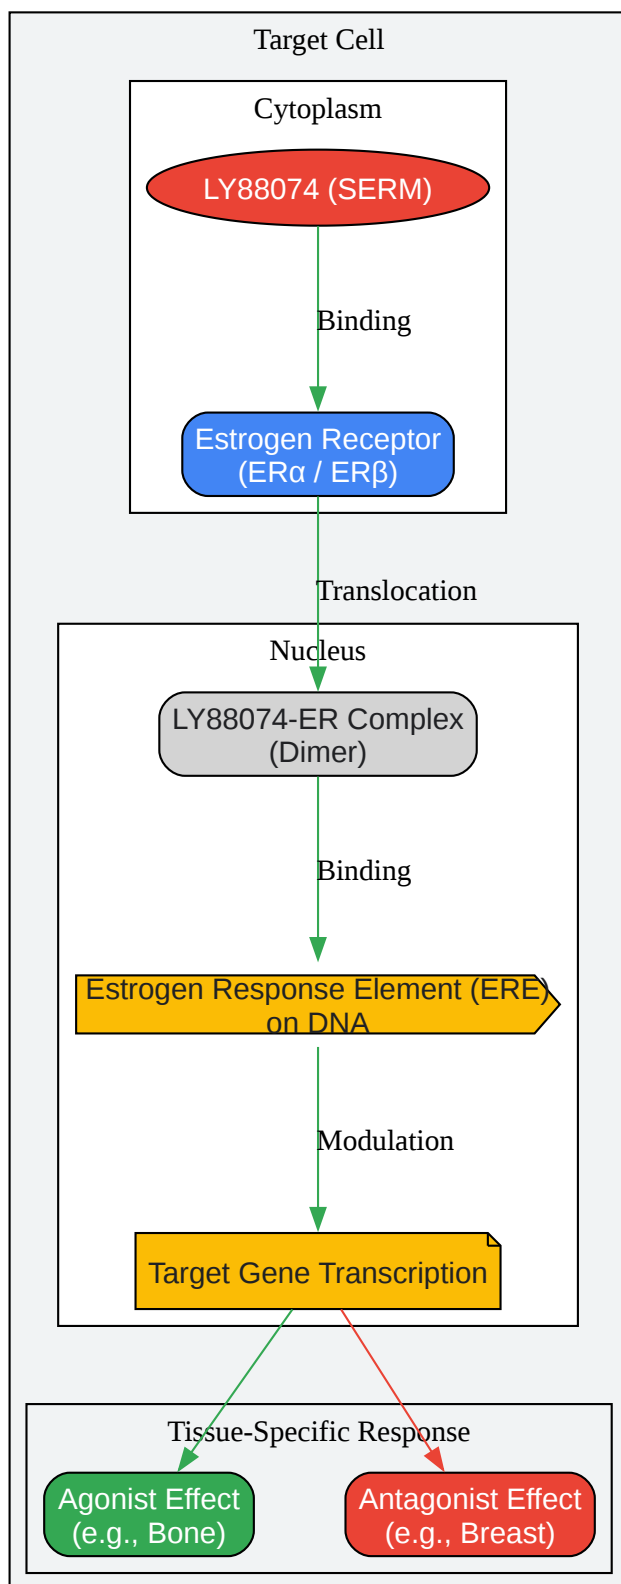 Target Cell
Cytoplasm
LY88074 (SERM)
Binding
Estrogen Receptor
(ERα / ERβ)
Translocation
Nucleus
LY88074-ER Complex
(Dimer)
Binding
Estrogen Response Element (ERE)
on DNA
Modulation
Target Gene Transcription
Tissue-Specific Response
Agonist Effect
(e.g., Bone)
Antagonist Effect
(e.g., Breast)